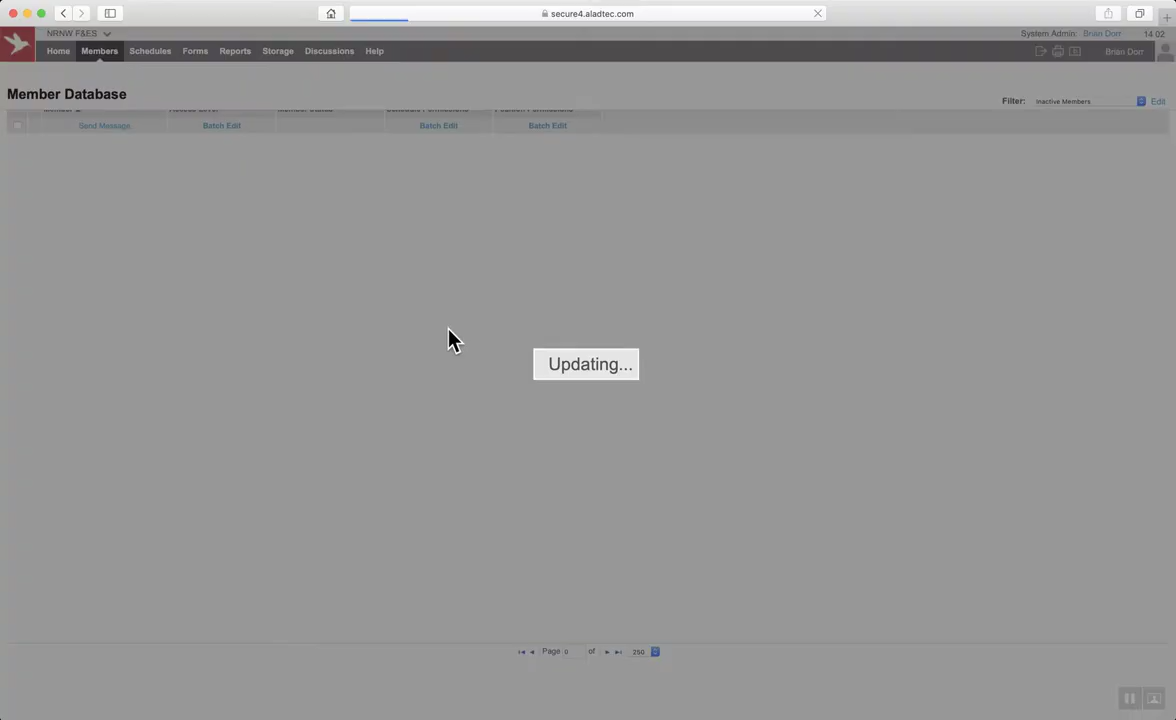 secure4.aladtec.com
NRNW F&ES
System Admin: Brian Dorr 14 02
Home Members Schedules Forms Reports Storage Discussions Help
Brian Dorr
Member Database
Filter: Inactive Members Edit
Send Message Batch Edit Batch Edit Batch Edit
Updating...
Page 0 of 250